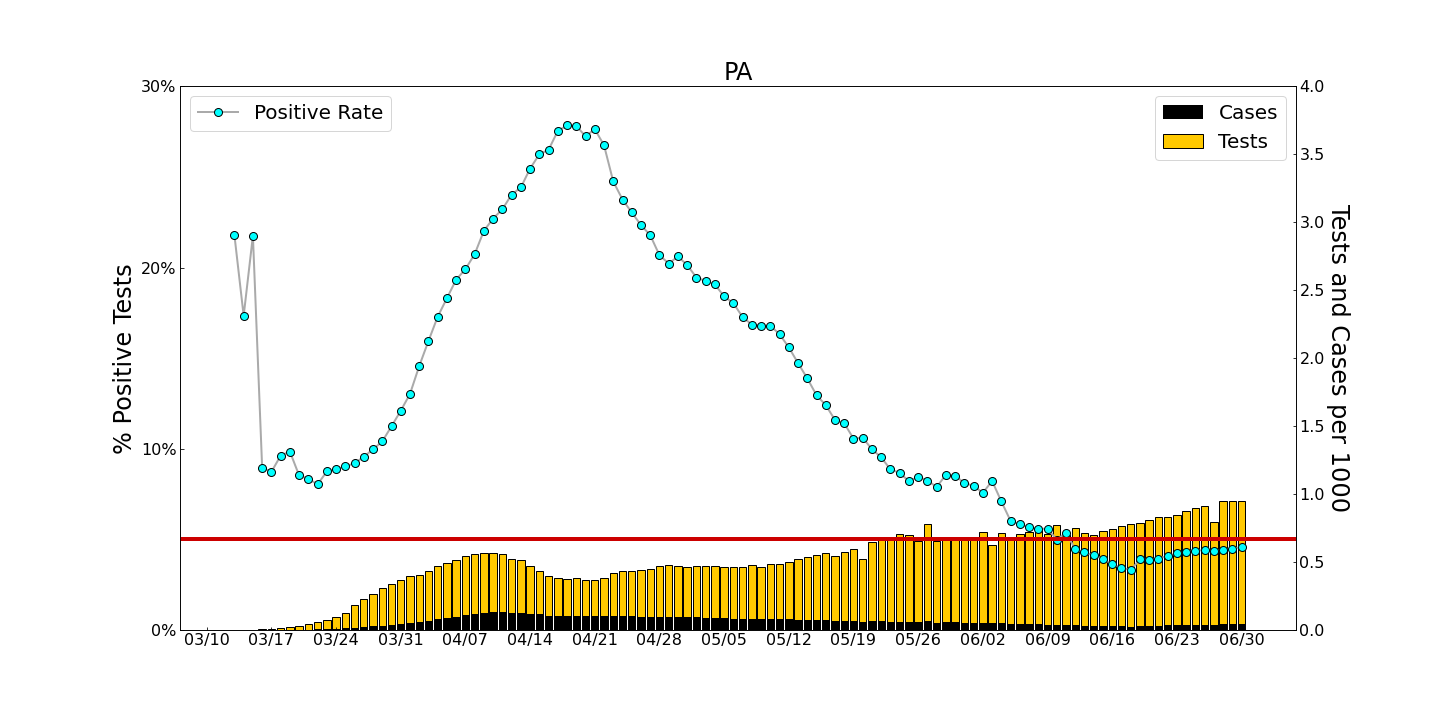 PA
30%
20%
10%
0%
% Positive Tests
Positive Rate
Cases
Tests
4.0
3.5
3.0
2.5
2.0
1.5
1.0
0.5
0.0
Tests and Cases per 1000
03/10 03/17 03/24 03/31 04/07 04/14 04/21 04/28 05/05 05/12 05/19 05/26 06/02 06/09 06/16 06/23 06/30